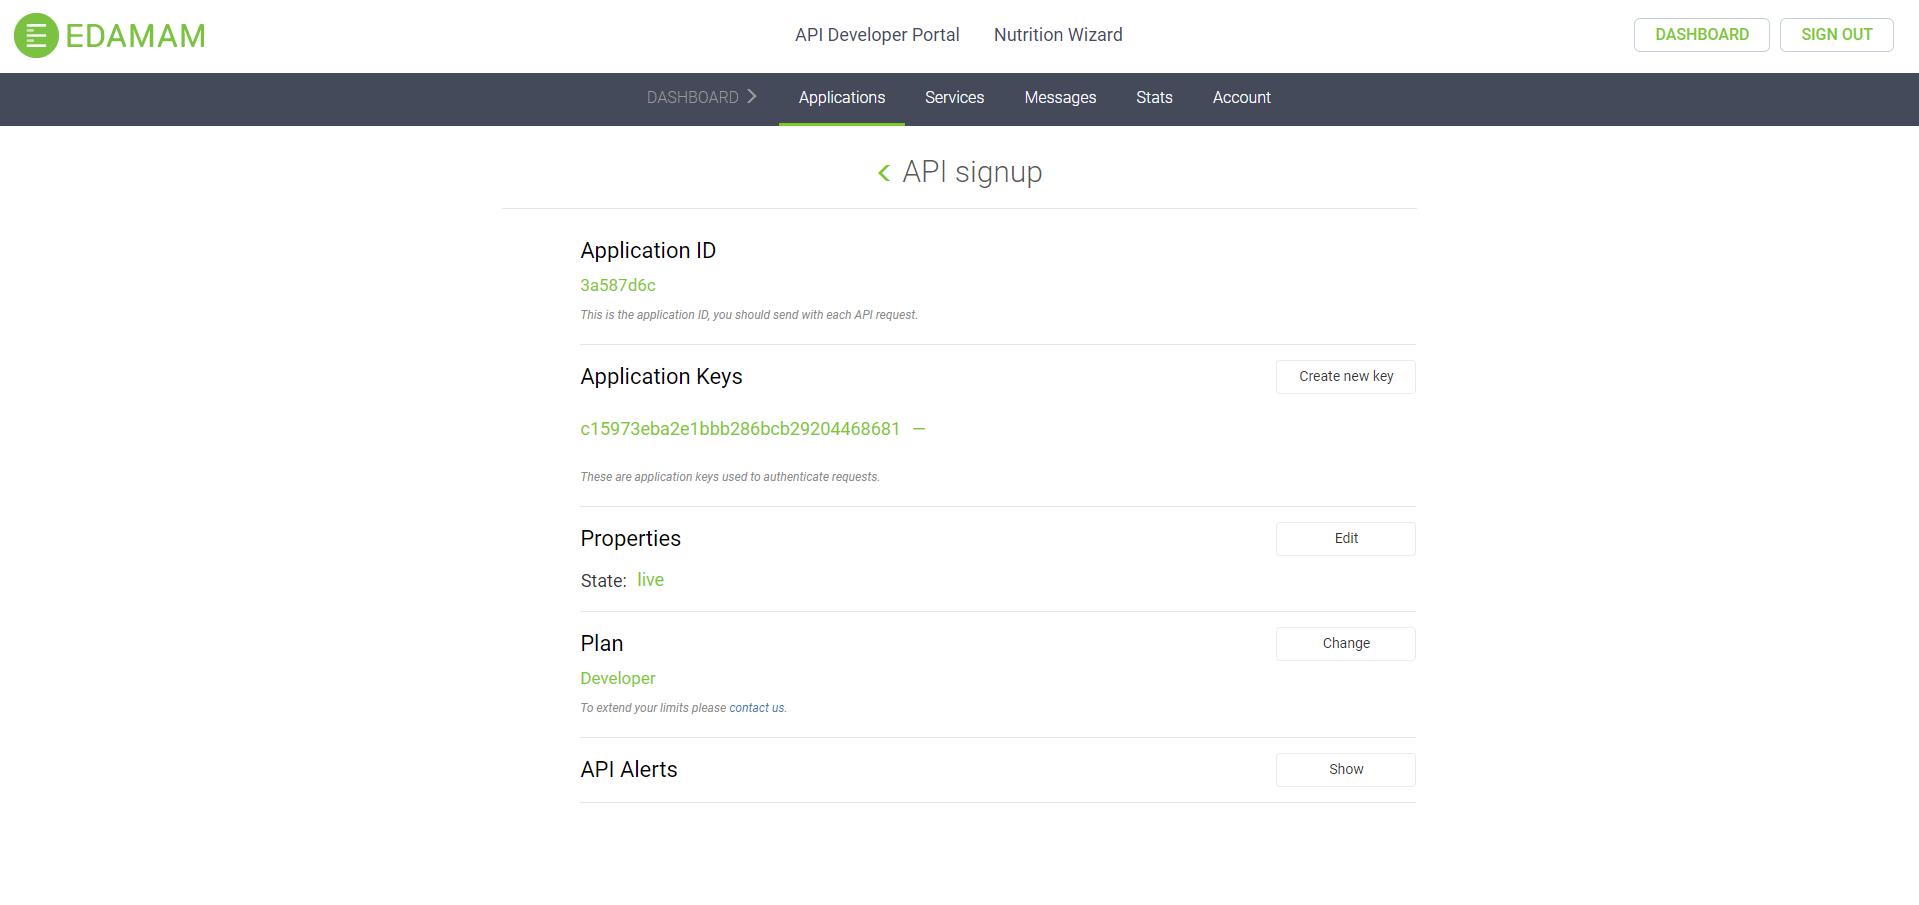 EDAMAM
API Developer Portal
Nutrition Wizard
DASHBOARD
SIGN OUT
DASHBOARD
Applications
Services
Messages
Stats
Account
API signup
Application ID
3a587d6c
This is the application ID, you should send with each API request.
Application Keys
Create new key
c15973eba2e1bbb286bcb29204468681 —
These are application keys used to authenticate requests.
Properties
Edit
State: live
Plan
Change
Developer
To extend your limits please contact us.
API Alerts
Show